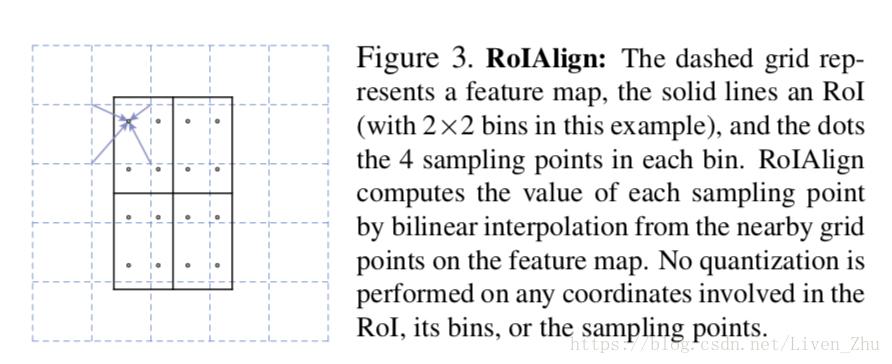 Figure 3. RoIAlign: The dashed grid rep-
resents a feature map, the solid lines an RoI
(with 2×2 bins in this example), and the dots
the 4 sampling points in each bin. RoIAlign
computes the value of each sampling point
by bilinear interpolation from the nearby grid
points on the feature map. No quantization is
performed on any coordinates involved in the
RoI, its bins, or the sampling points.
https://blog.csdn.net/Liven_Zhu